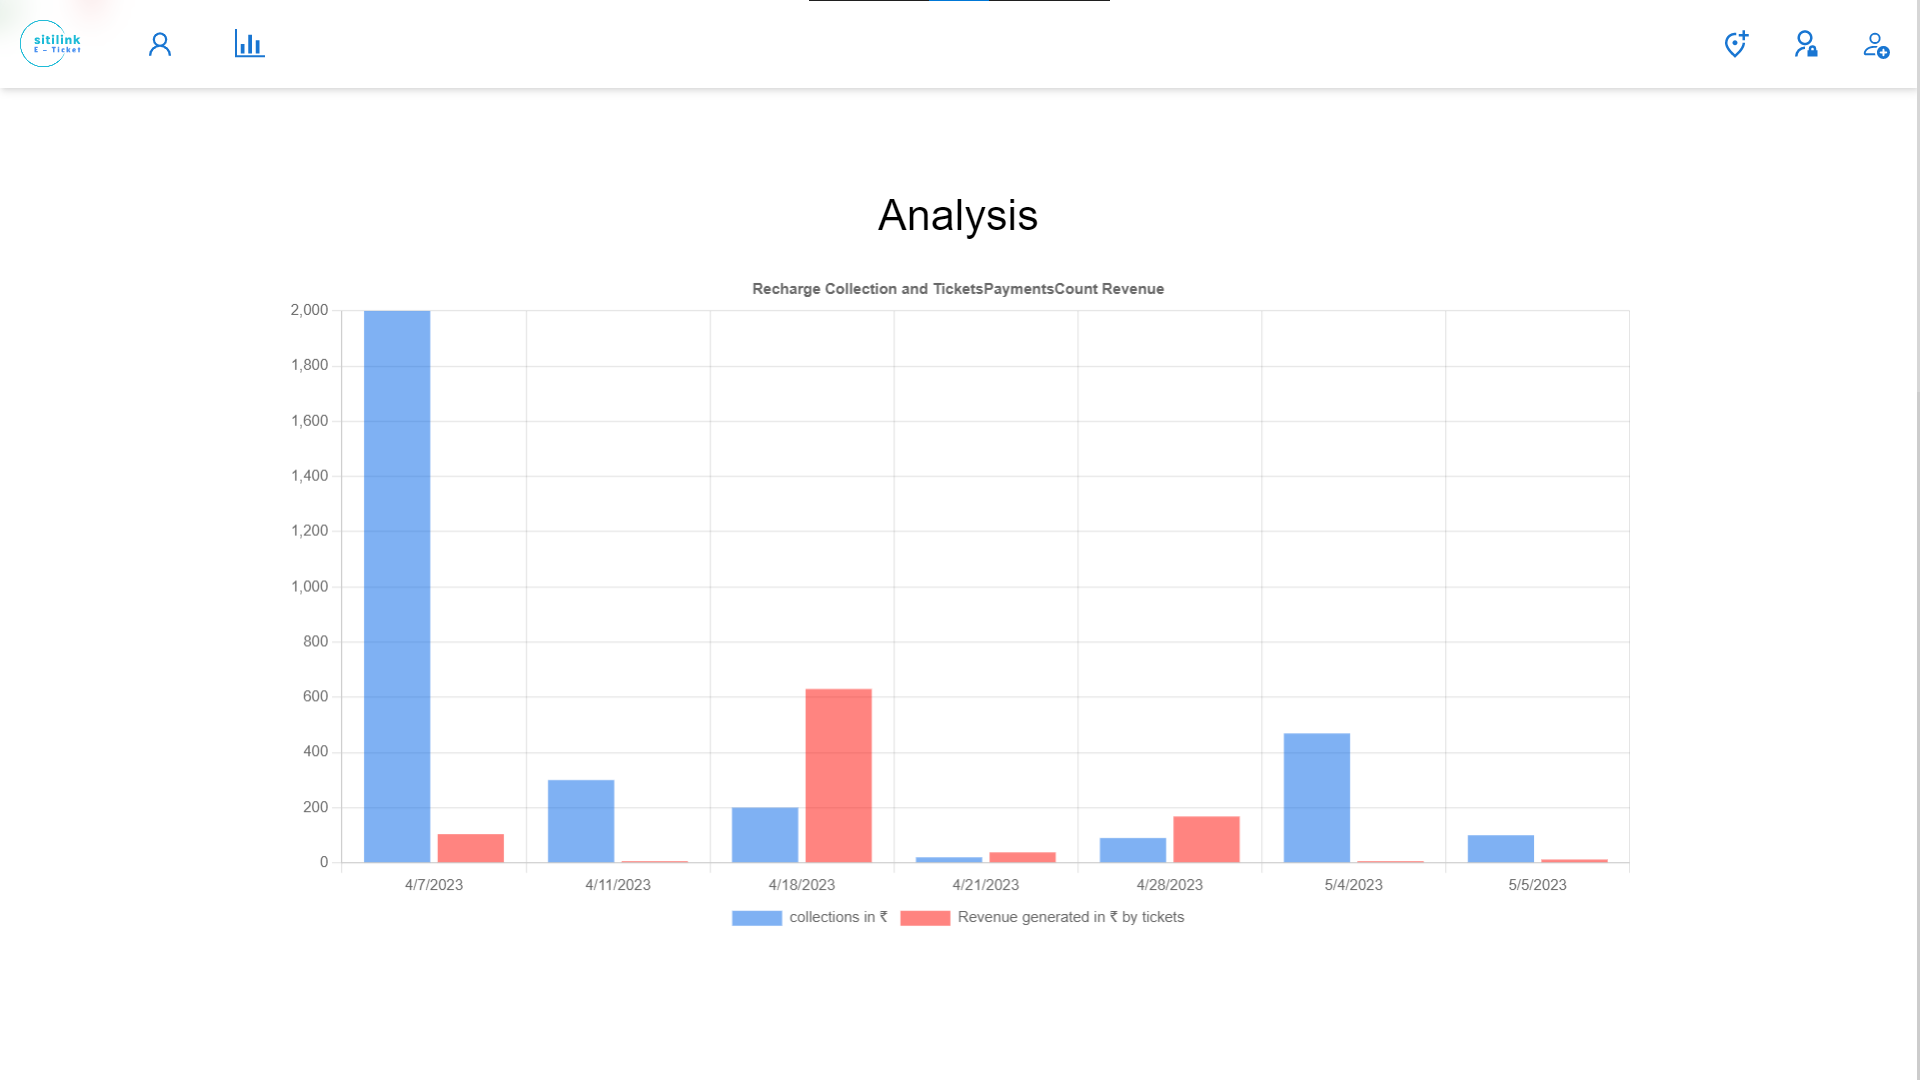 sitilink
E - Ticket
Analysis
Recharge Collection and TicketsPaymentsCount Revenue
2,000
1,800
1,600
1,400
1,200
1,000
800
600
400
200
0
4/7/2023 4/11/2023 4/18/2023 4/21/2023 4/28/2023 5/4/2023 5/5/2023
collections in ₹ Revenue generated in ₹ by tickets